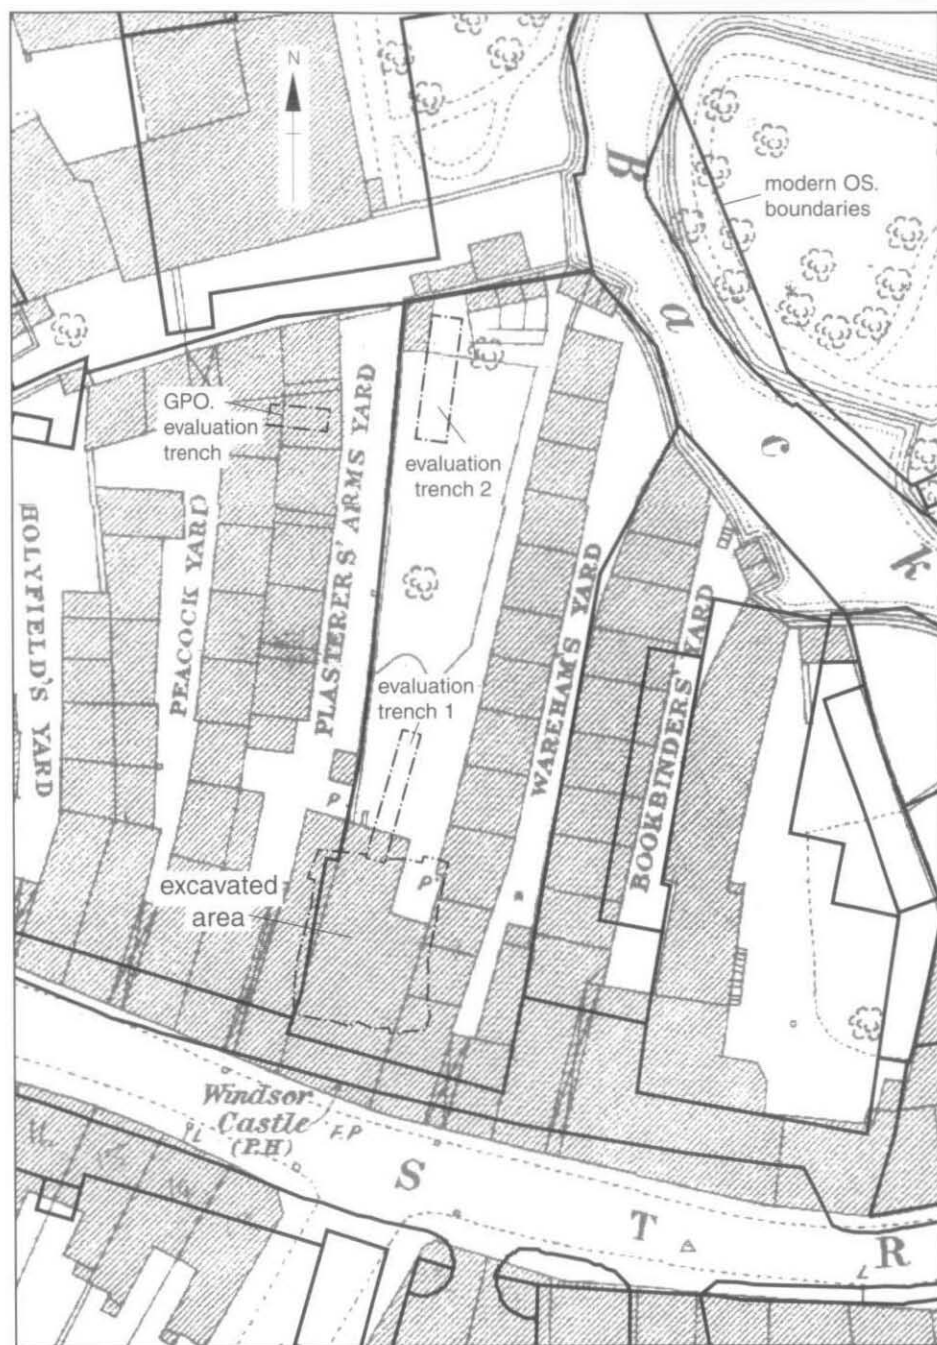 N
B
a
c
k
modern OS.
boundaries
GPO.
evaluation
trench
evaluation
trench 2
HOLYFIELD'S YARD
PEACOCK YARD
PLASTERERS' ARMS YARD
WAREHAM'S YARD
BOOKBINDERS' YARD
evaluation
trench 1
P
P
excavated
area
Windsor
Castle
(P.H)
L
F.P
S
T
R
L